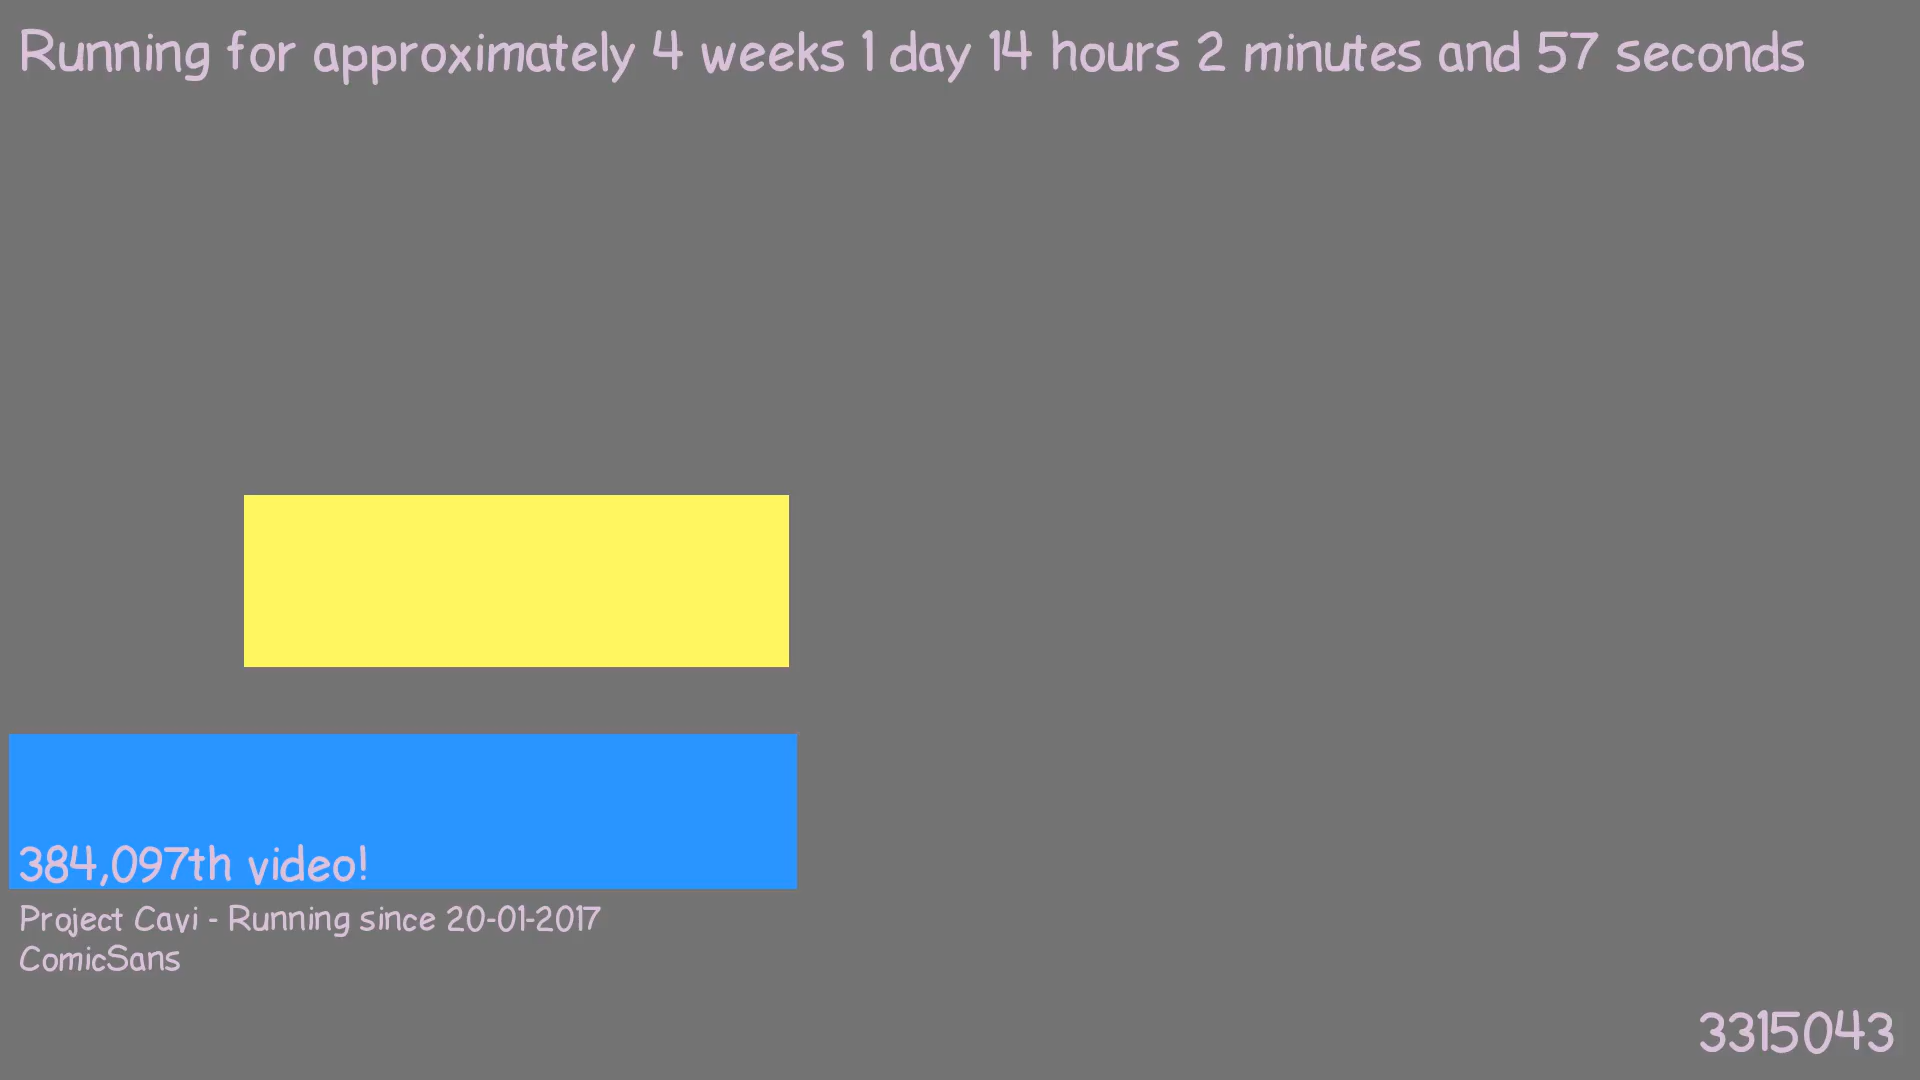 Running for approximately 4 weeks 1 day 14 hours 2 minutes and 57 seconds
384,097th video!
Project Cavi - Running since 20-01-2017
ComicSans
3315043